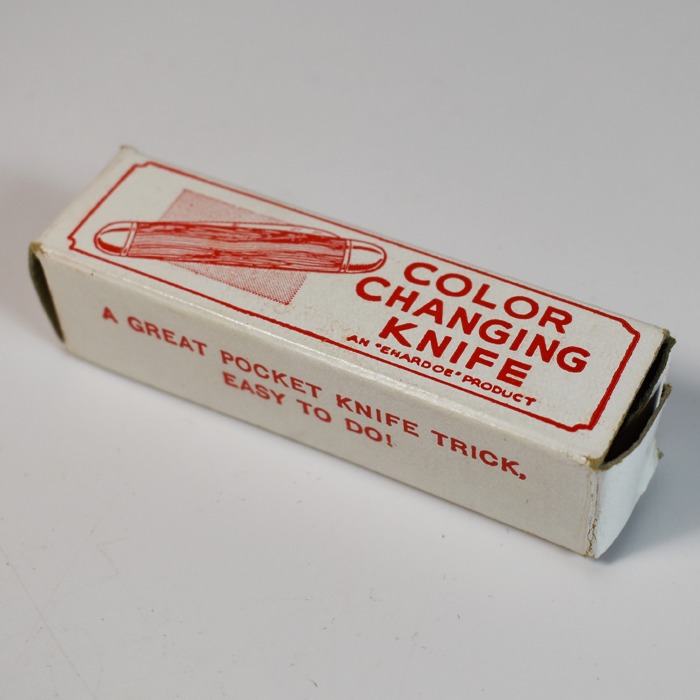 COLOR
CHANGING
KNIFE
AN "EHARDOE" PRODUCT
A GREAT POCKET KNIFE TRICK,
EASY TO DO!